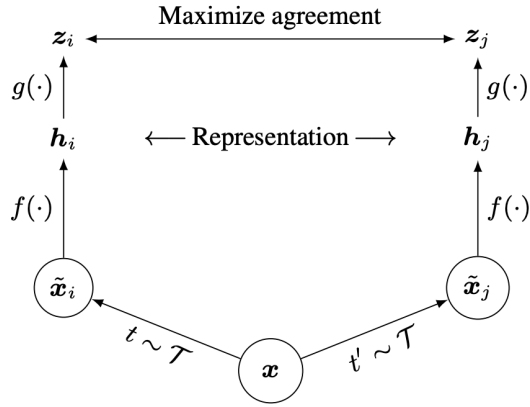 Maximize agreement
z_i z_j
g(·) g(·)
h_i ← Representation → h_j
f(·) f(·)
x̃_i x̃_j
t ∼ 𝒯 t′ ∼ 𝒯
x